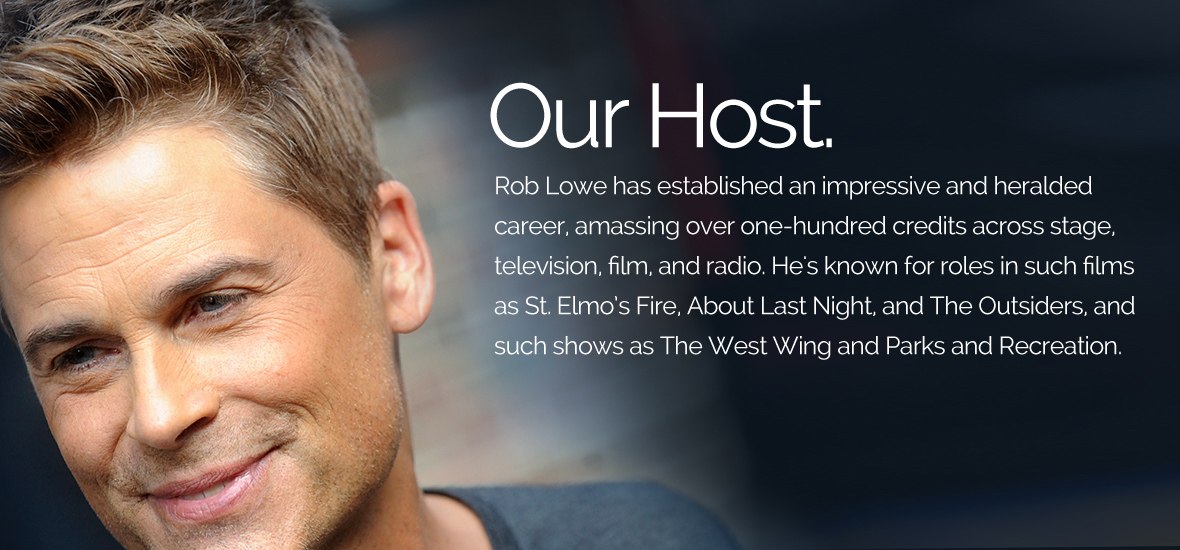 Our Host.
Rob Lowe has established an impressive and heralded
career, amassing over one-hundred credits across stage,
television, film, and radio. He's known for roles in such films
as St. Elmo’s Fire, About Last Night, and The Outsiders, and
such shows as The West Wing and Parks and Recreation.